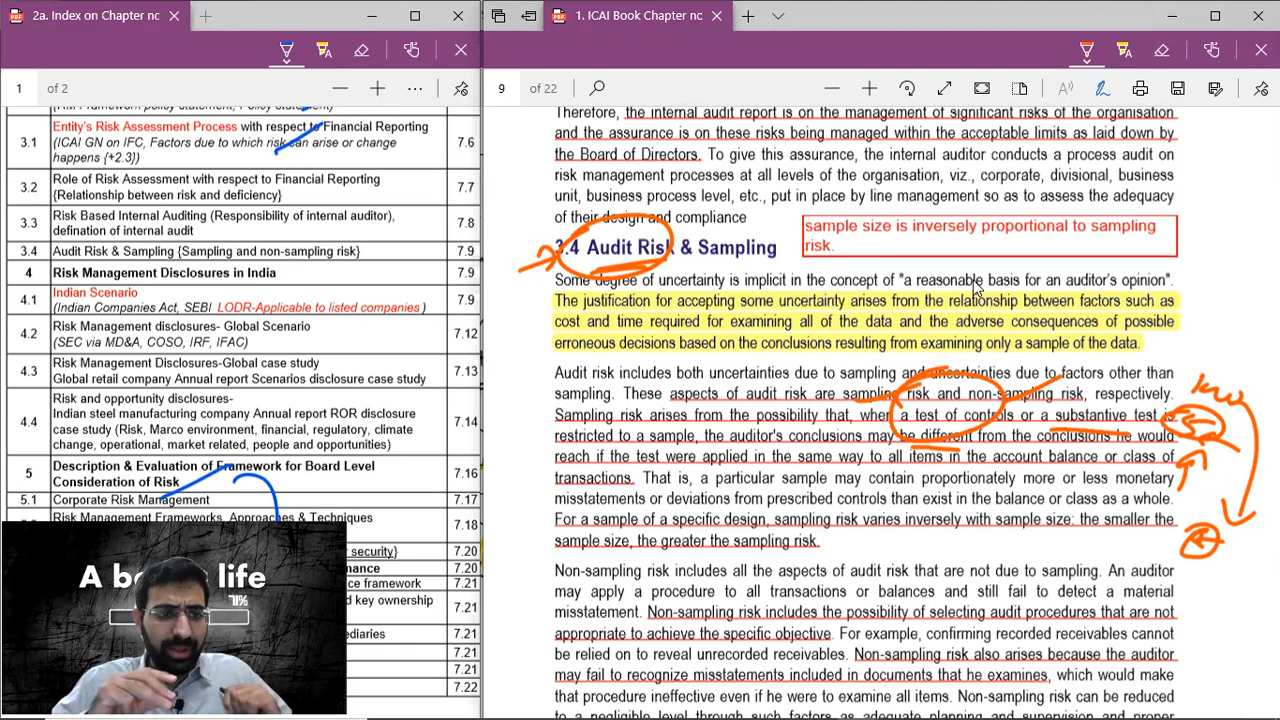 2a. Index on Chapter nc
1. ICAI Book Chapter nc
1 of 2
9 of 22
3.1 Entity's Risk Assessment Process with respect to Financial Reporting
(ICAI GN on IFC, Factors due to which risk can arise or change
happens {+2.3}) 7.6
3.2 Role of Risk Assessment with respect to Financial Reporting
{Relationship between risk and deficiency} 7.7
3.3 Risk Based Internal Auditing (Responsibility of internal auditor),
defination of internal audit 7.8
3.4 Audit Risk & Sampling {Sampling and non-sampling risk} 7.9
4 Risk Management Disclosures in India 7.9
4.1 Indian Scenario
(Indian Companies Act, SEBI LODR-Applicable to listed companies) 7.9
4.2 Risk Management disclosures- Global Scenario
(SEC via MD&A, COSO, IRF, IFAC) 7.12
4.3 Risk Management Disclosures-Global case study
Global retail company Annual report Scenarios disclosure case study 7.13
4.4 Risk and opportunity disclosures-
Indian steel manufacturing company Annual report ROR disclosure
case study (Risk, Marco environment, financial, regulatory, climate
change, operational, market related, people and opportunities) 7.14
5 Description & Evaluation of Framework for Board Level
Consideration of Risk 7.16
5.1 Corporate Risk Management 7.17
Risk Management Frameworks, Approaches & Techniques 7.18
security} 7.20
nance 7.20
ce framework 7.21
d key ownership 7.21
ediaries 7.21
7.21
7.21
7.22
A life
71%
Therefore, the internal audit report is on the management of significant risks of the organisation
and the assurance is on these risks being managed within the acceptable limits as laid down by
the Board of Directors. To give this assurance, the internal auditor conducts a process audit on
risk management processes at all levels of the organisation, viz., corporate, divisional, business
unit, business process level, etc., put in place by line management so as to assess the adequacy
of their design and compliance
sample size is inversely proportional to sampling
risk.
3.4 Audit Risk & Sampling
Some degree of uncertainty is implicit in the concept of "a reasonable basis for an auditor's opinion".
The justification for accepting some uncertainty arises from the relationship between factors such as
cost and time required for examining all of the data and the adverse consequences of possible
erroneous decisions based on the conclusions resulting from examining only a sample of the data.
Audit risk includes both uncertainties due to sampling and uncertainties due to factors other than
sampling. These aspects of audit risk are sampling risk and non-sampling risk, respectively.
Sampling risk arises from the possibility that, when a test of controls or a substantive test is
restricted to a sample, the auditor's conclusions may be different from the conclusions he would
reach if the test were applied in the same way to all items in the account balance or class of
transactions. That is, a particular sample may contain proportionately more or less monetary
misstatements or deviations from prescribed controls than exist in the balance or class as a whole.
For a sample of a specific design, sampling risk varies inversely with sample size: the smaller the
sample size, the greater the sampling risk.
Non-sampling risk includes all the aspects of audit risk that are not due to sampling. An auditor
may apply a procedure to all transactions or balances and still fail to detect a material
misstatement. Non-sampling risk includes the possibility of selecting audit procedures that are not
appropriate to achieve the specific objective. For example, confirming recorded receivables cannot
be relied on to reveal unrecorded receivables. Non-sampling risk also arises because the auditor
may fail to recognize misstatements included in documents that he examines, which would make
that procedure ineffective even if he were to examine all items. Non-sampling risk can be reduced
to a negligible level through such factors as adequate planning and supervision and proper